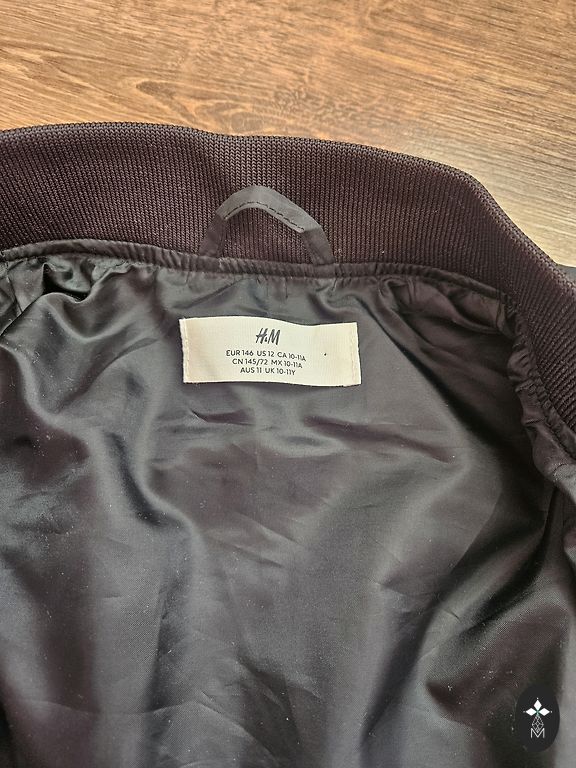 H&M
EUR 146 US 12 CA 10-11A
CN 145/72 MX 10-11A
AUS 11 UK 10-11Y
M